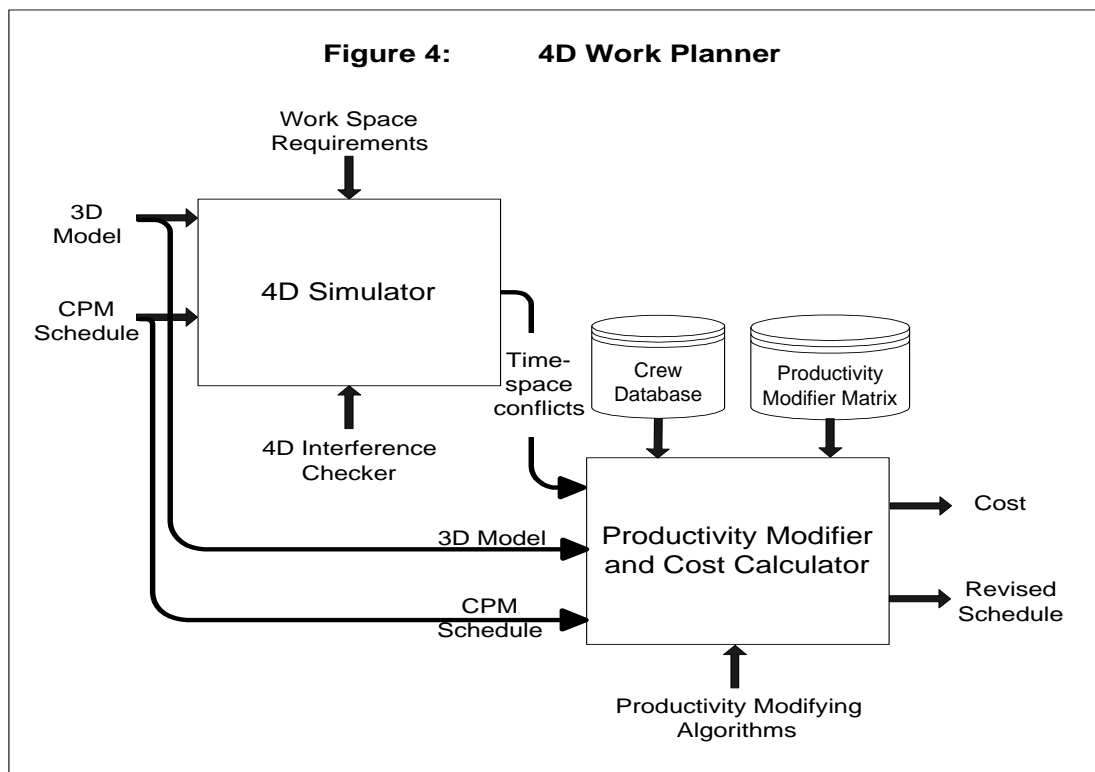 Figure 4: 4D Work Planner
Work Space
Requirements
3D
Model
4D Simulator
CPM
Schedule
Time-
space
conflicts
Crew
Database
Productivity
Modifier Matrix
4D Interference
Checker
3D Model
Productivity Modifier
and Cost Calculator
Cost
CPM
Schedule
Revised
Schedule
Productivity Modifying
Algorithms